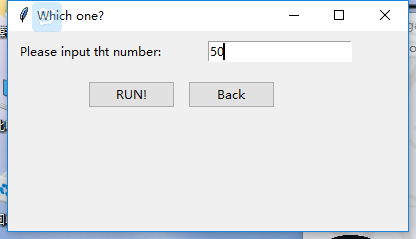 Which one?
Please input tht number: 50
RUN! Back